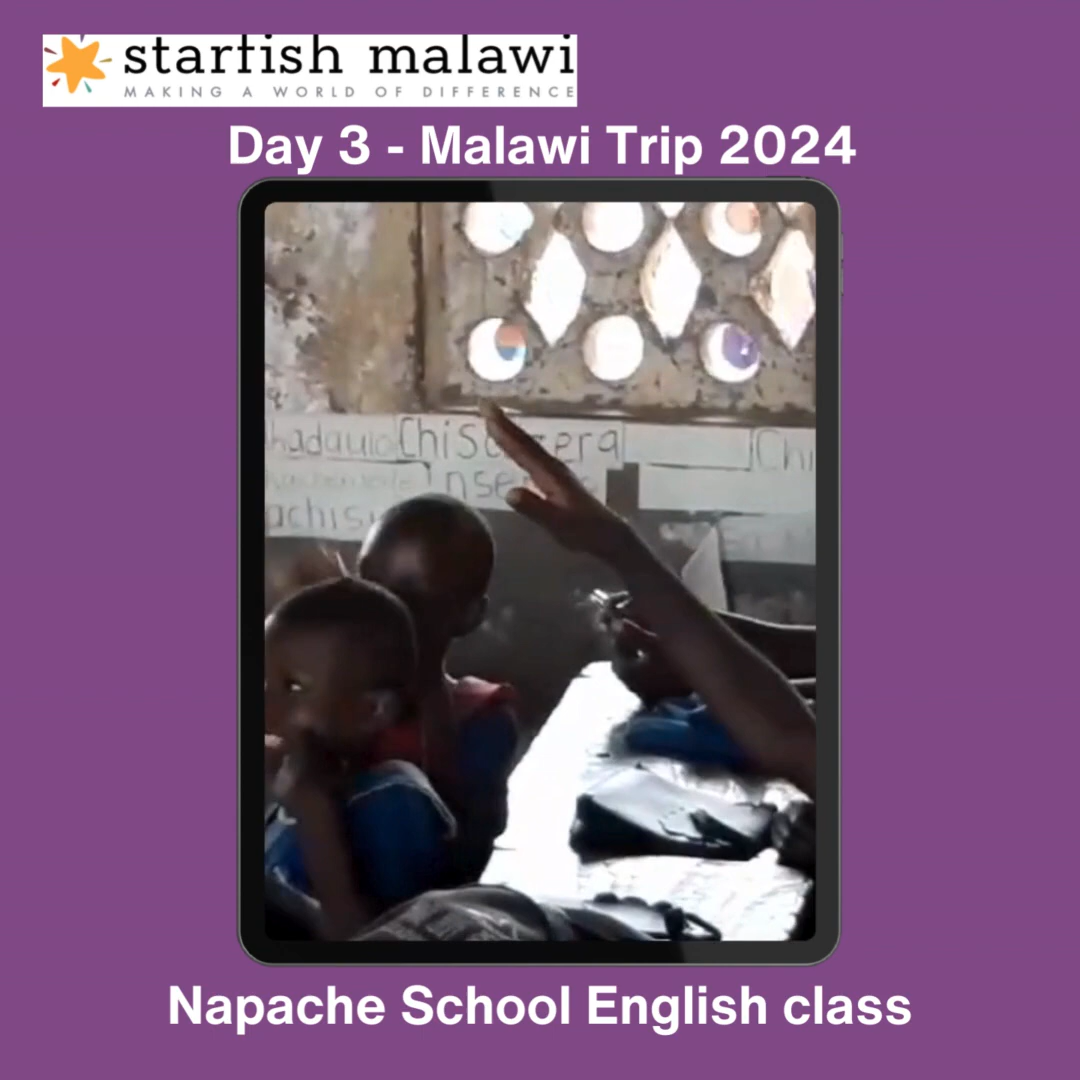 starfish malawi
MAKING A WORLD OF DIFFERENCE
Day 3 - Malawi Trip 2024
Napache School English class